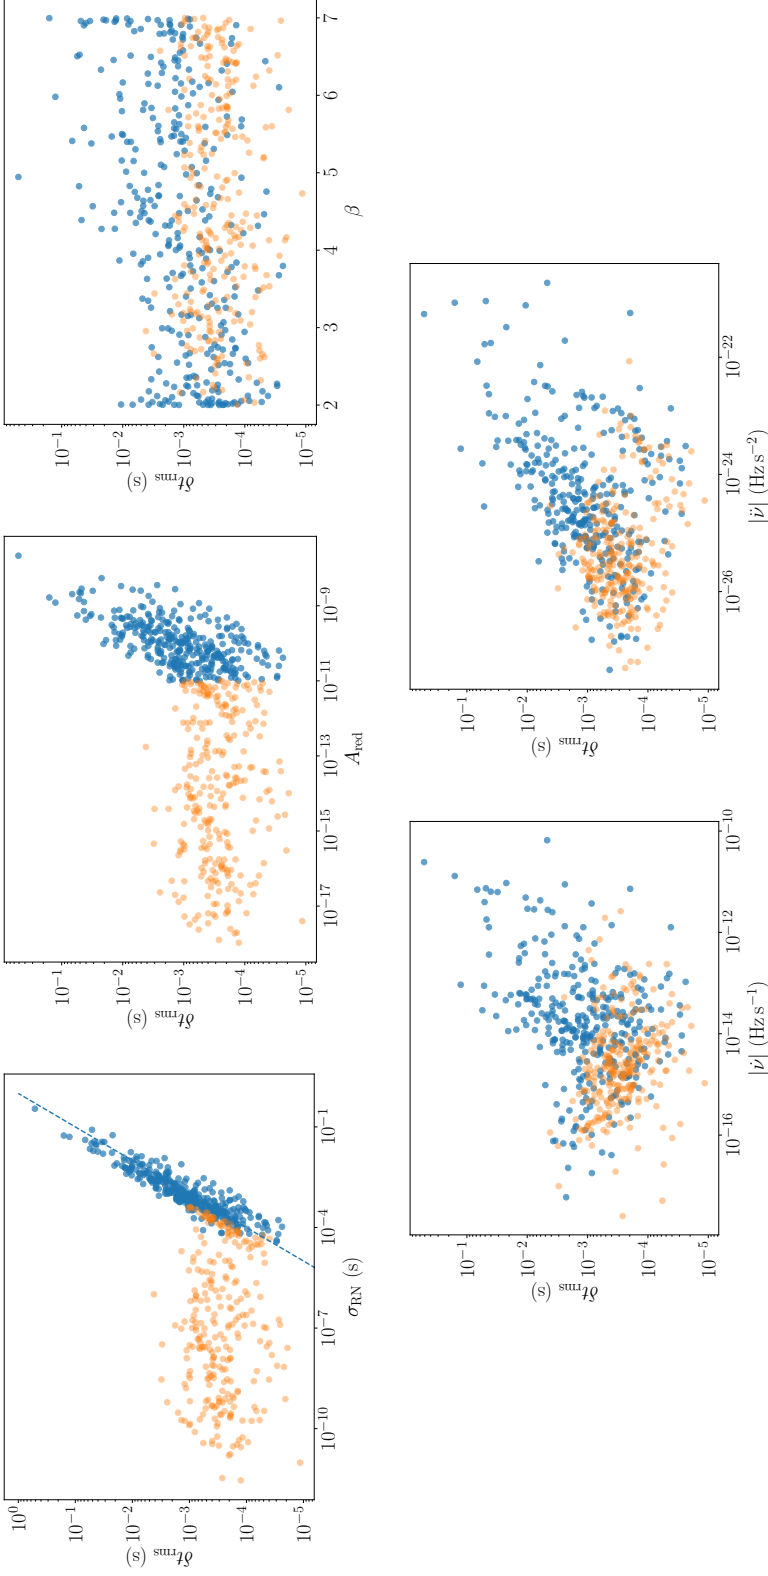 δt_rms (s)
10⁰
10⁻¹
10⁻²
10⁻³
10⁻⁴
10⁻⁵
10⁻¹⁰ 10⁻⁷ 10⁻⁴ 10⁻¹
σ_RN (s)
δt_rms (s)
10⁻¹
10⁻²
10⁻³
10⁻⁴
10⁻⁵
10⁻¹⁷ 10⁻¹⁵ 10⁻¹³ 10⁻¹¹ 10⁻⁹
A_red
δt_rms (s)
10⁻¹
10⁻²
10⁻³
10⁻⁴
10⁻⁵
2 3 4 5 6 7
β
δt_rms (s)
10⁻¹
10⁻²
10⁻³
10⁻⁴
10⁻⁵
10⁻¹⁶ 10⁻¹⁴ 10⁻¹² 10⁻¹⁰
|ν̇| (Hz s⁻¹)
δt_rms (s)
10⁻¹
10⁻²
10⁻³
10⁻⁴
10⁻⁵
10⁻²⁶ 10⁻²⁴ 10⁻²²
|ν̈| (Hz s⁻²)